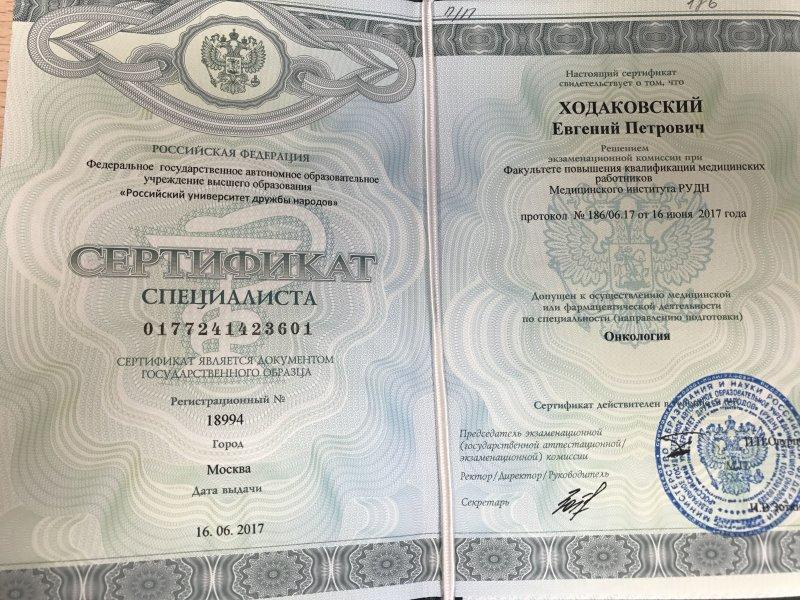 РОССИЙСКАЯ ФЕДЕРАЦИЯ
Федеральное государственное автономное образовательное
учреждение высшего образования
«Российский университет дружбы народов»
СЕРТИФИКАТ
СПЕЦИАЛИСТА
0177241423601
СЕРТИФИКАТ ЯВЛЯЕТСЯ ДОКУМЕНТОМ
ГОСУДАРСТВЕННОГО ОБРАЗЦА
Регистрационный №
18994
Город
Москва
Дата выдачи
16. 06. 2017
186
Настоящий сертификат
свидетельствует о том, что
ХОДАКОВСКИЙ
Евгений Петрович
Решением
экзаменационной комиссии при
Факультете повышения квалификации медицинских
работников
Медицинского института РУДН
протокол № 186/06.17 от 16 июня 2017 года
Допущен к осуществлению медицинской
или фармацевтической деятельности
по специальности (направлению подготовки)
Онкология
Сертификат действителен в
Председатель экзаменационной
(государственной аттестационной/
экзаменационной) комиссии
Ректор/Директор/Руководитель
Секретарь